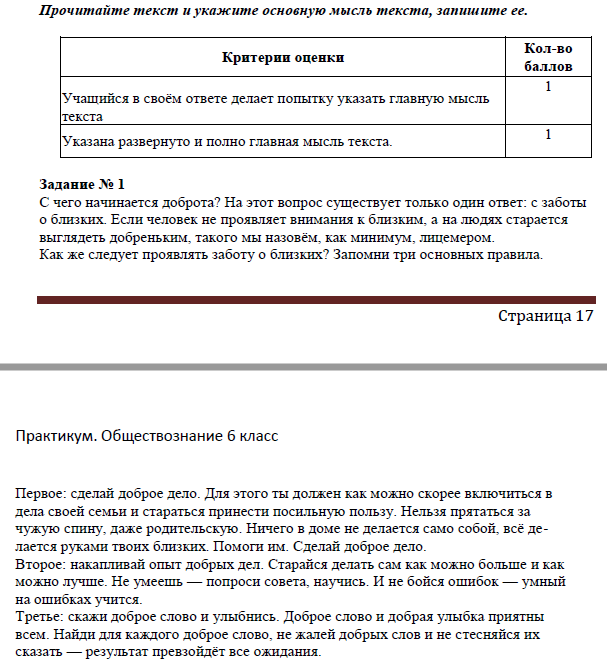 Прочитайте текст и укажите основную мысль текста, запишите ее.
Критерии оценки
Кол-во
баллов
Учащийся в своём ответе делает попытку указать главную мысль
текста
1
Указана развернуто и полно главная мысль текста.
1
Задание № 1
С чего начинается доброта? На этот вопрос существует только один ответ: с заботы
о близких. Если человек не проявляет внимания к близким, а на людях старается
выглядеть добреньким, такого мы назовём, как минимум, лицемером.
Как же следует проявлять заботу о близких? Запомни три основных правила.
Страница 17
Практикум. Обществознание 6 класс
Первое: сделай доброе дело. Для этого ты должен как можно скорее включиться в
дела своей семьи и стараться принести посильную пользу. Нельзя прятаться за
чужую спину, даже родительскую. Ничего в доме не делается само собой, всё де-
лается руками твоих близких. Помоги им. Сделай доброе дело.
Второе: накапливай опыт добрых дел. Старайся делать сам как можно больше и как
можно лучше. Не умеешь — попроси совета, научись. И не бойся ошибок — умный
на ошибках учится.
Третье: скажи доброе слово и улыбнись. Доброе слово и добрая улыбка приятны
всем. Найди для каждого доброе слово, не жалей добрых слов и не стесняйся их
сказать — результат превзойдёт все ожидания.